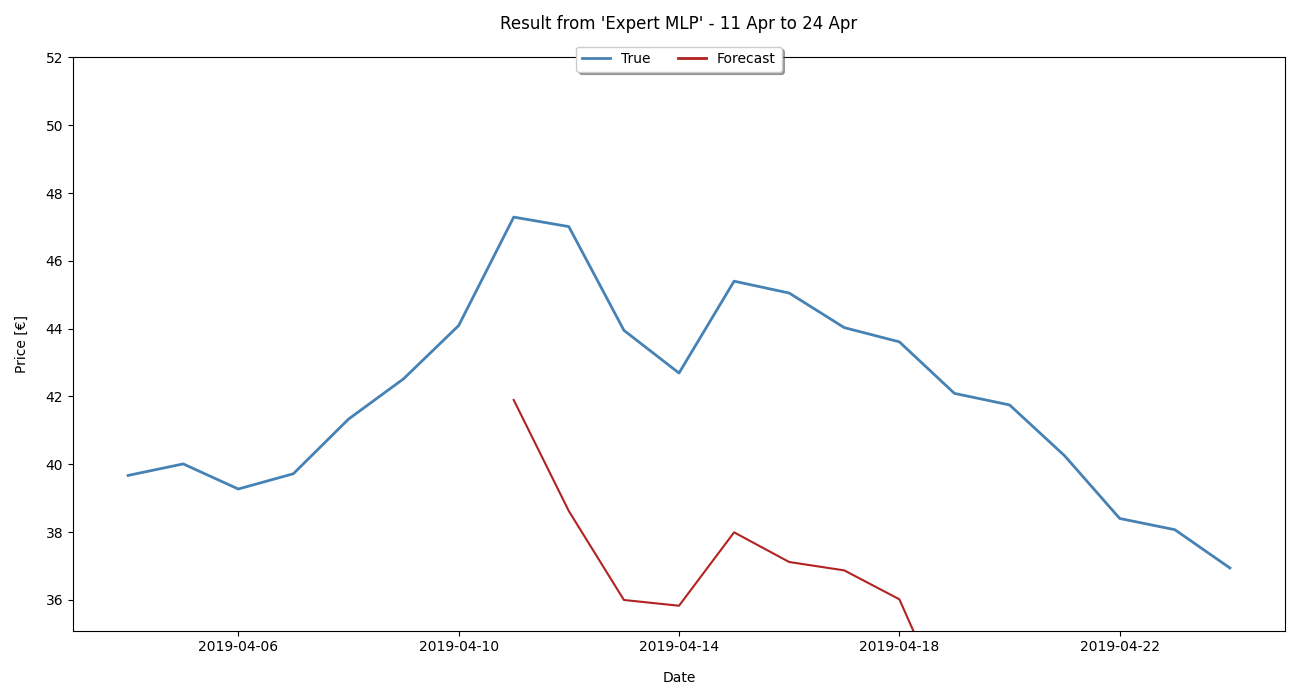 Result from 'Expert MLP' - 11 Apr to 24 Apr
True Forecast
52
50
48
46
44
42
40
38
36
Price [€]
2019-04-06 2019-04-10 2019-04-14 2019-04-18 2019-04-22
Date